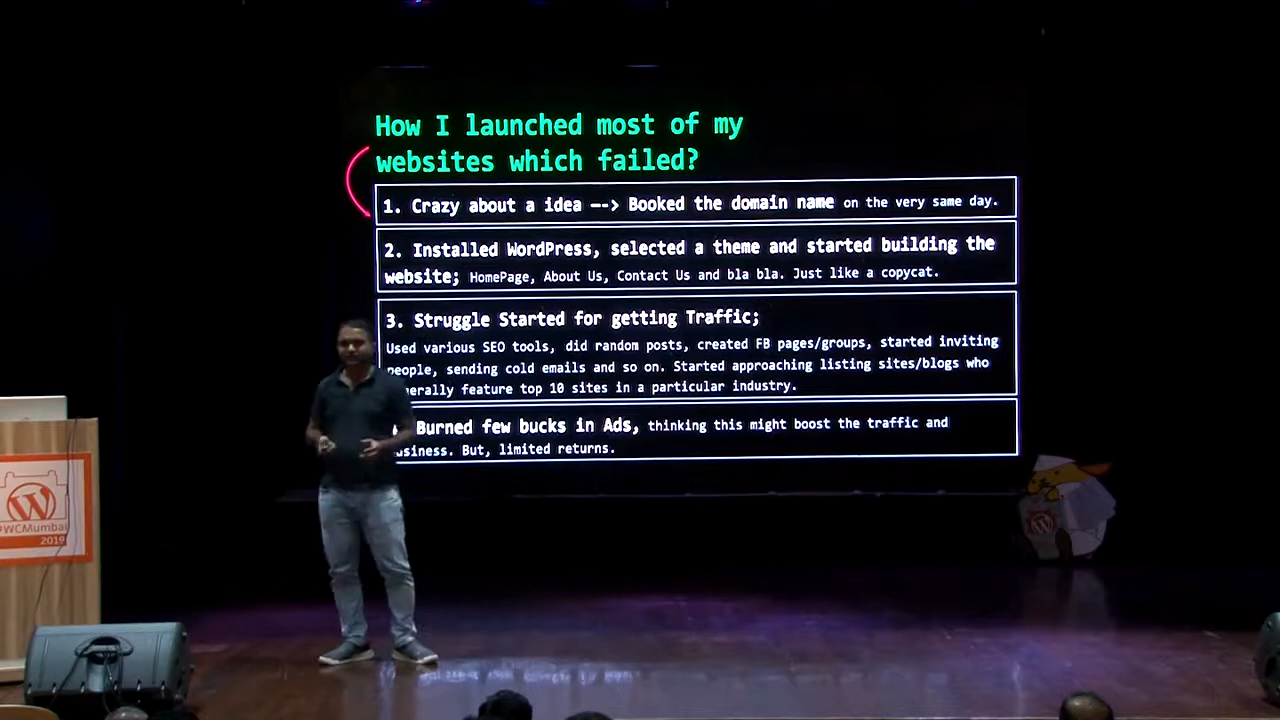 How I launched most of my
websites which failed?
1. Crazy about a idea --> Booked the domain name on the very same day.
2. Installed WordPress, selected a theme and started building the
website; HomePage, About Us, Contact Us and bla bla. Just like a copycat.
3. Struggle Started for getting Traffic;
Used various SEO tools, did random posts, created FB pages/groups, started inviting
people, sending cold emails and so on. Started approaching listing sites/blogs who
feature top 10 sites in a particular industry.
Burned few bucks in Ads, thinking this might boost the traffic and
But, limited returns.
#WCMumbai
2019